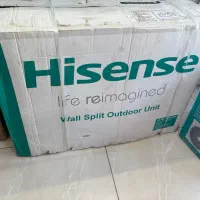 Hisense
life reimagined
Wall Split Outdoor Unit